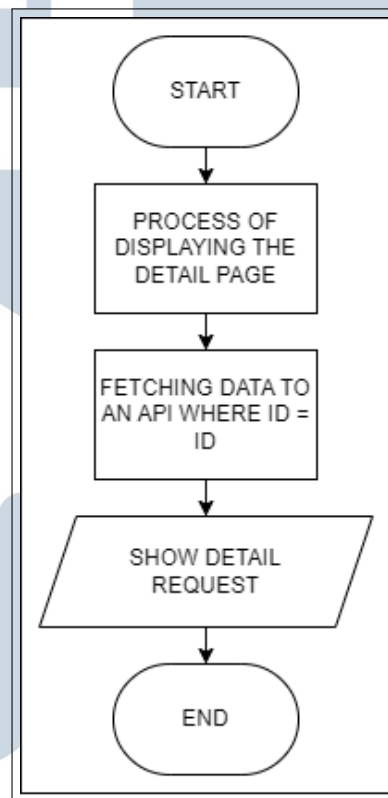 START
PROCESS OF
DISPLAYING THE
DETAIL PAGE
FETCHING DATA TO
AN API WHERE ID =
ID
SHOW DETAIL
REQUEST
END